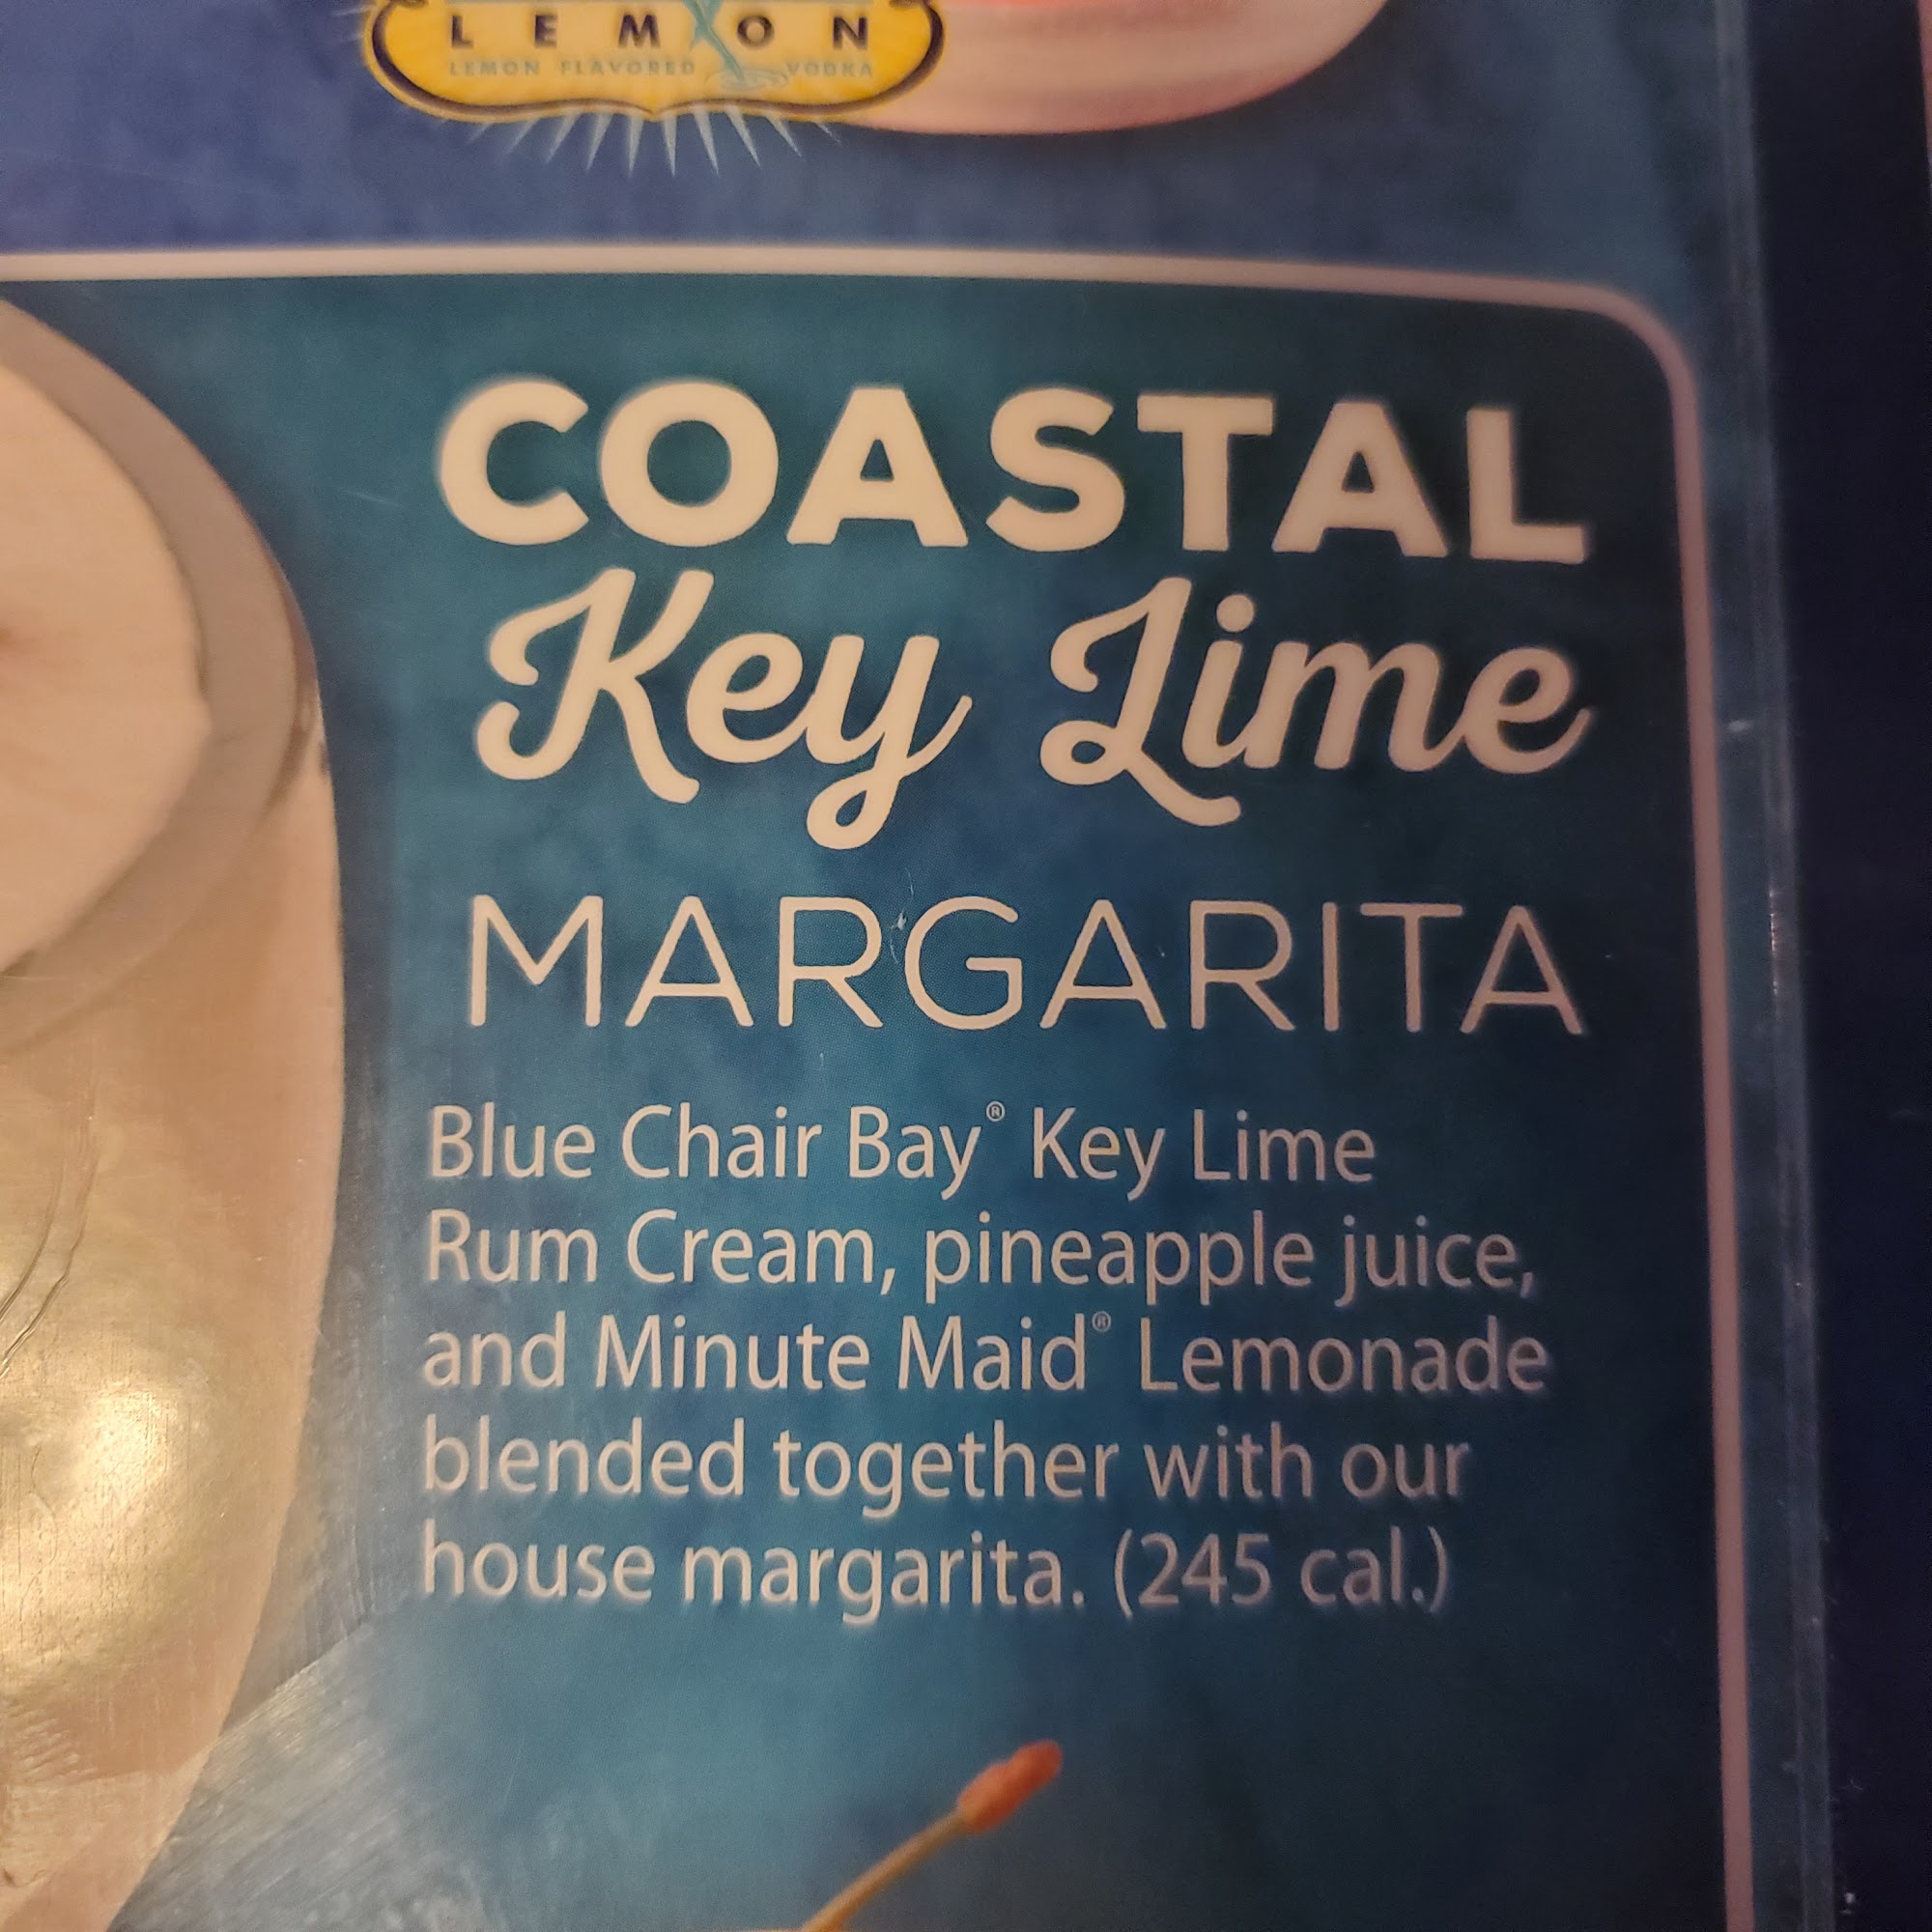 LEMON
LEMON FLAVORED VODKA
COASTAL
Key Lime
MARGARITA
Blue Chair Bay® Key Lime
Rum Cream, pineapple juice,
and Minute Maid® Lemonade
blended together with our
house margarita. (245 cal.)